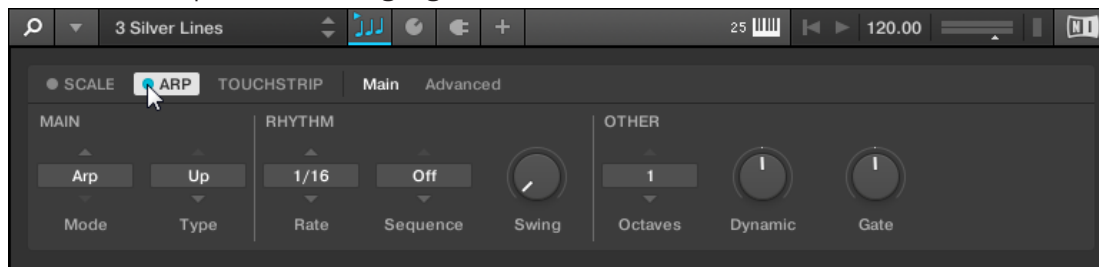 3 Silver Lines 25 120.00 NI
SCALE ARP TOUCHSTRIP Main Advanced
MAIN RHYTHM OTHER
Arp Up 1/16 Off 1
Mode Type Rate Sequence Swing Octaves Dynamic Gate